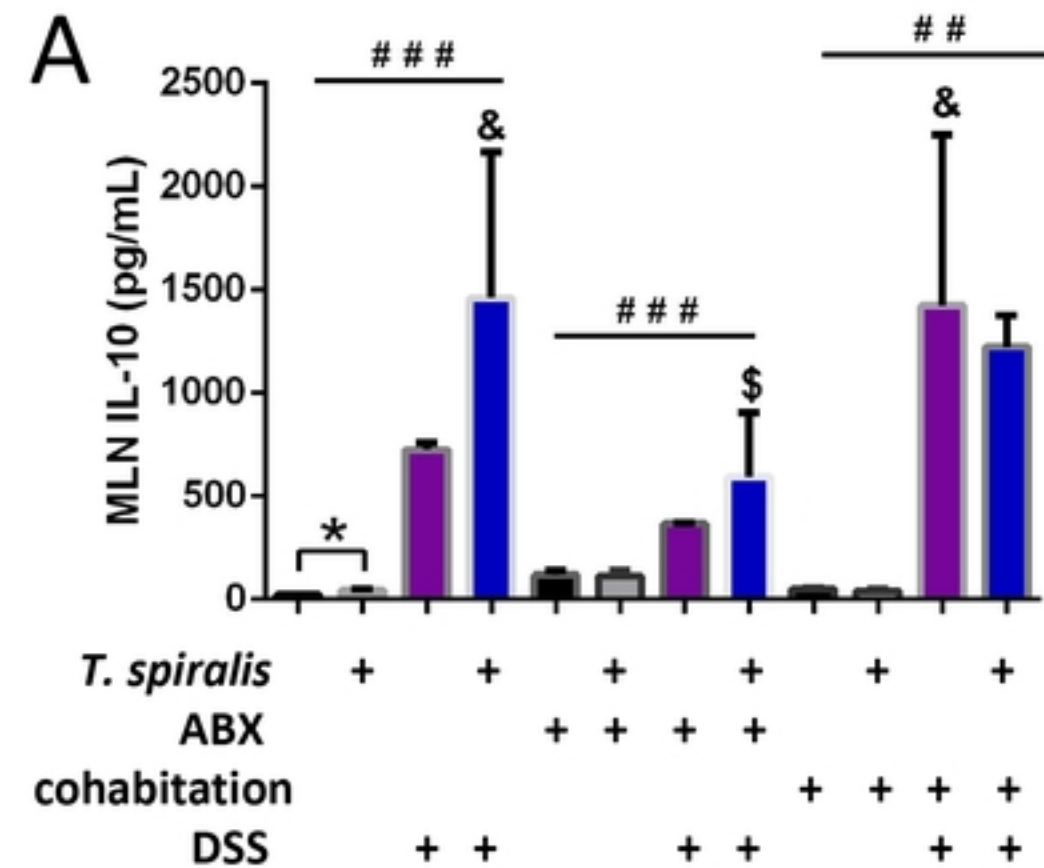 A
# # #
# #
2500
&
&
2000
MLN IL-10 (pg/mL)
1500
# # #
1000
$
500
*
0
T. spiralis + + + + + +
ABX + + + +
cohabitation + + + +
DSS + + + + + +